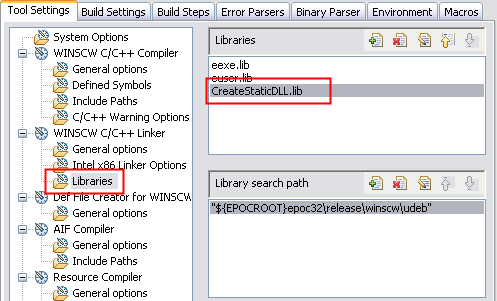 Tool Settings Build Settings Build Steps Error Parsers Binary Parser Environment Macros
System Options
WINSCW C/C++ Compiler
General options
Defined Symbols
Include Paths
C/C++ Warning Options
WINSCW C/C++ Linker
General options
Intel x86 Linker Options
Libraries
Def File Creator for WINSCW
AIF Compiler
General options
Include Paths
Resource Compiler
General options
Libraries
eexe.lib
euser.lib
CreateStaticDLL.lib
Library search path
"${EPOCROOT}epoc32\release\winscw\udeb"